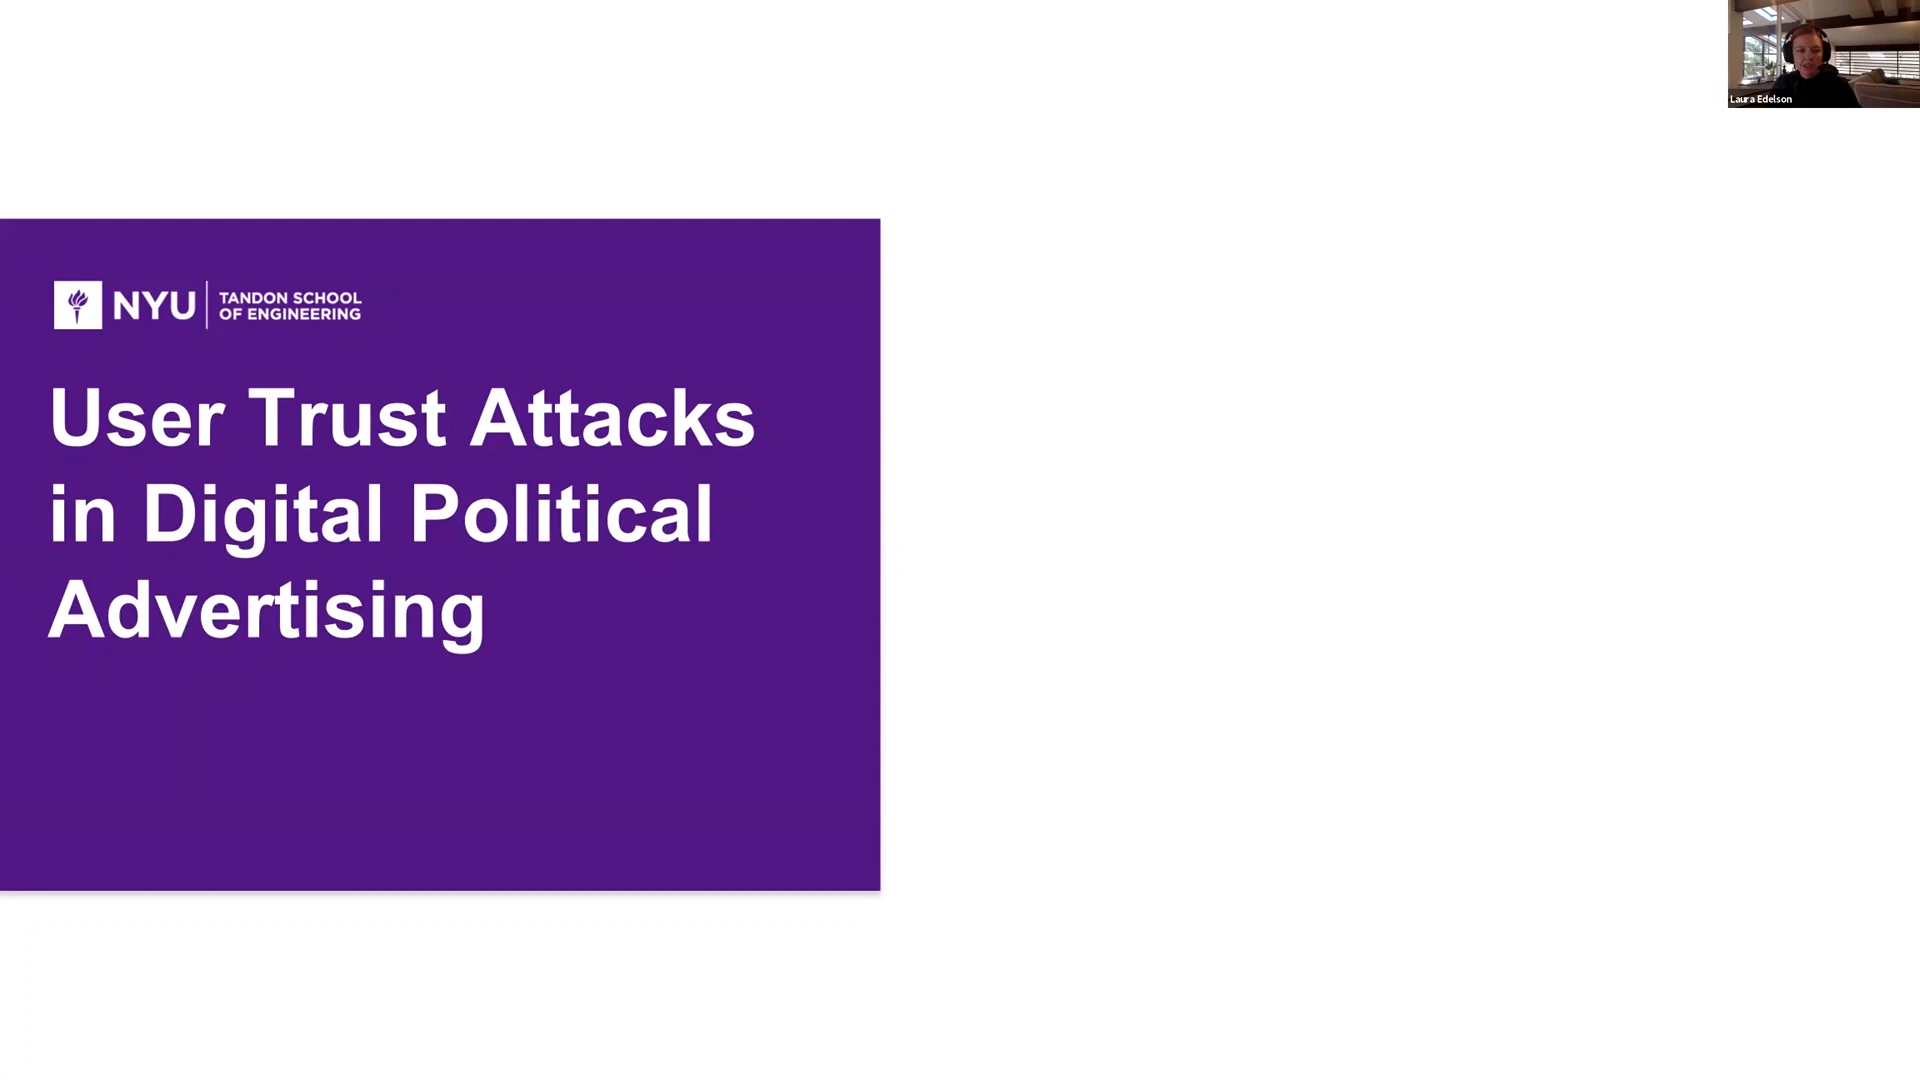 Laura Edelson
NYU
TANDON SCHOOL
OF ENGINEERING
User Trust Attacks
in Digital Political
Advertising